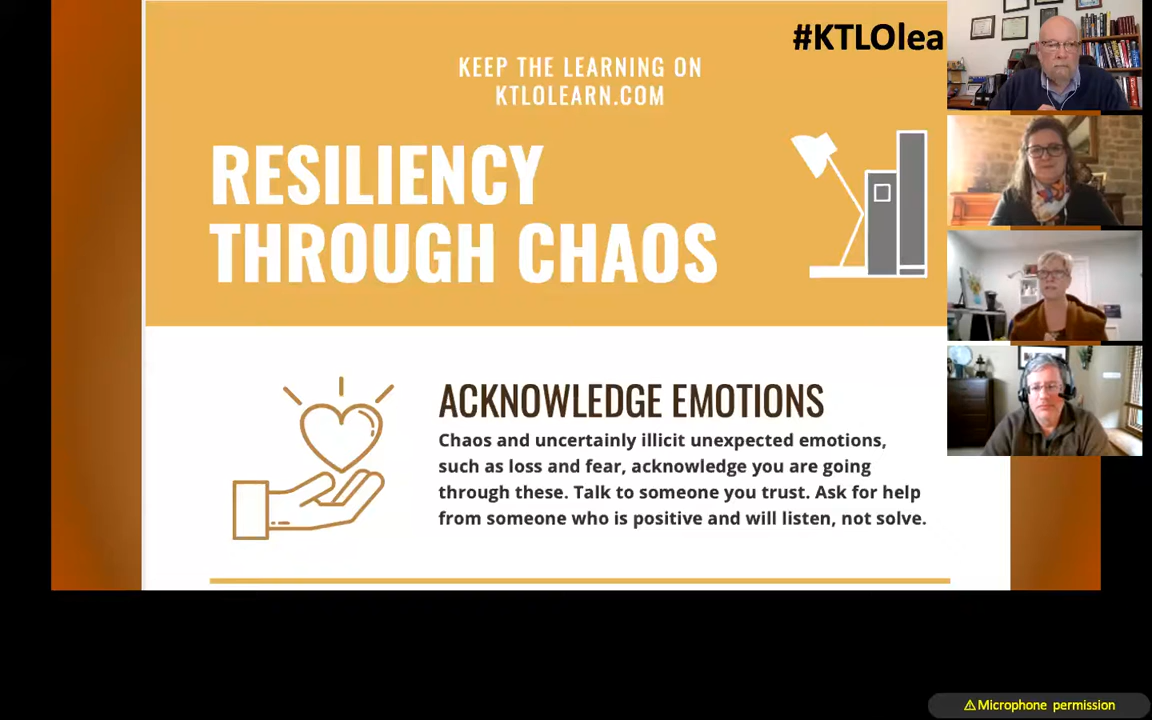 #KTLOlea
KEEP THE LEARNING ON
KTLOLEARN.COM
RESILIENCY
THROUGH CHAOS
ACKNOWLEDGE EMOTIONS
Chaos and uncertainly illicit unexpected emotions,
such as loss and fear, acknowledge you are going
through these. Talk to someone you trust. Ask for help
from someone who is positive and will listen, not solve.
⚠Microphone permission